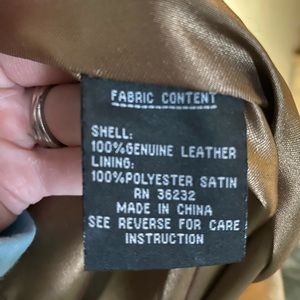 FABRIC CONTENT
SHELL:
100%GENUINE LEATHER
LINING:
100%POLYESTER SATIN
RN 36232
MADE IN CHINA
SEE REVERSE FOR CARE
INSTRUCTION